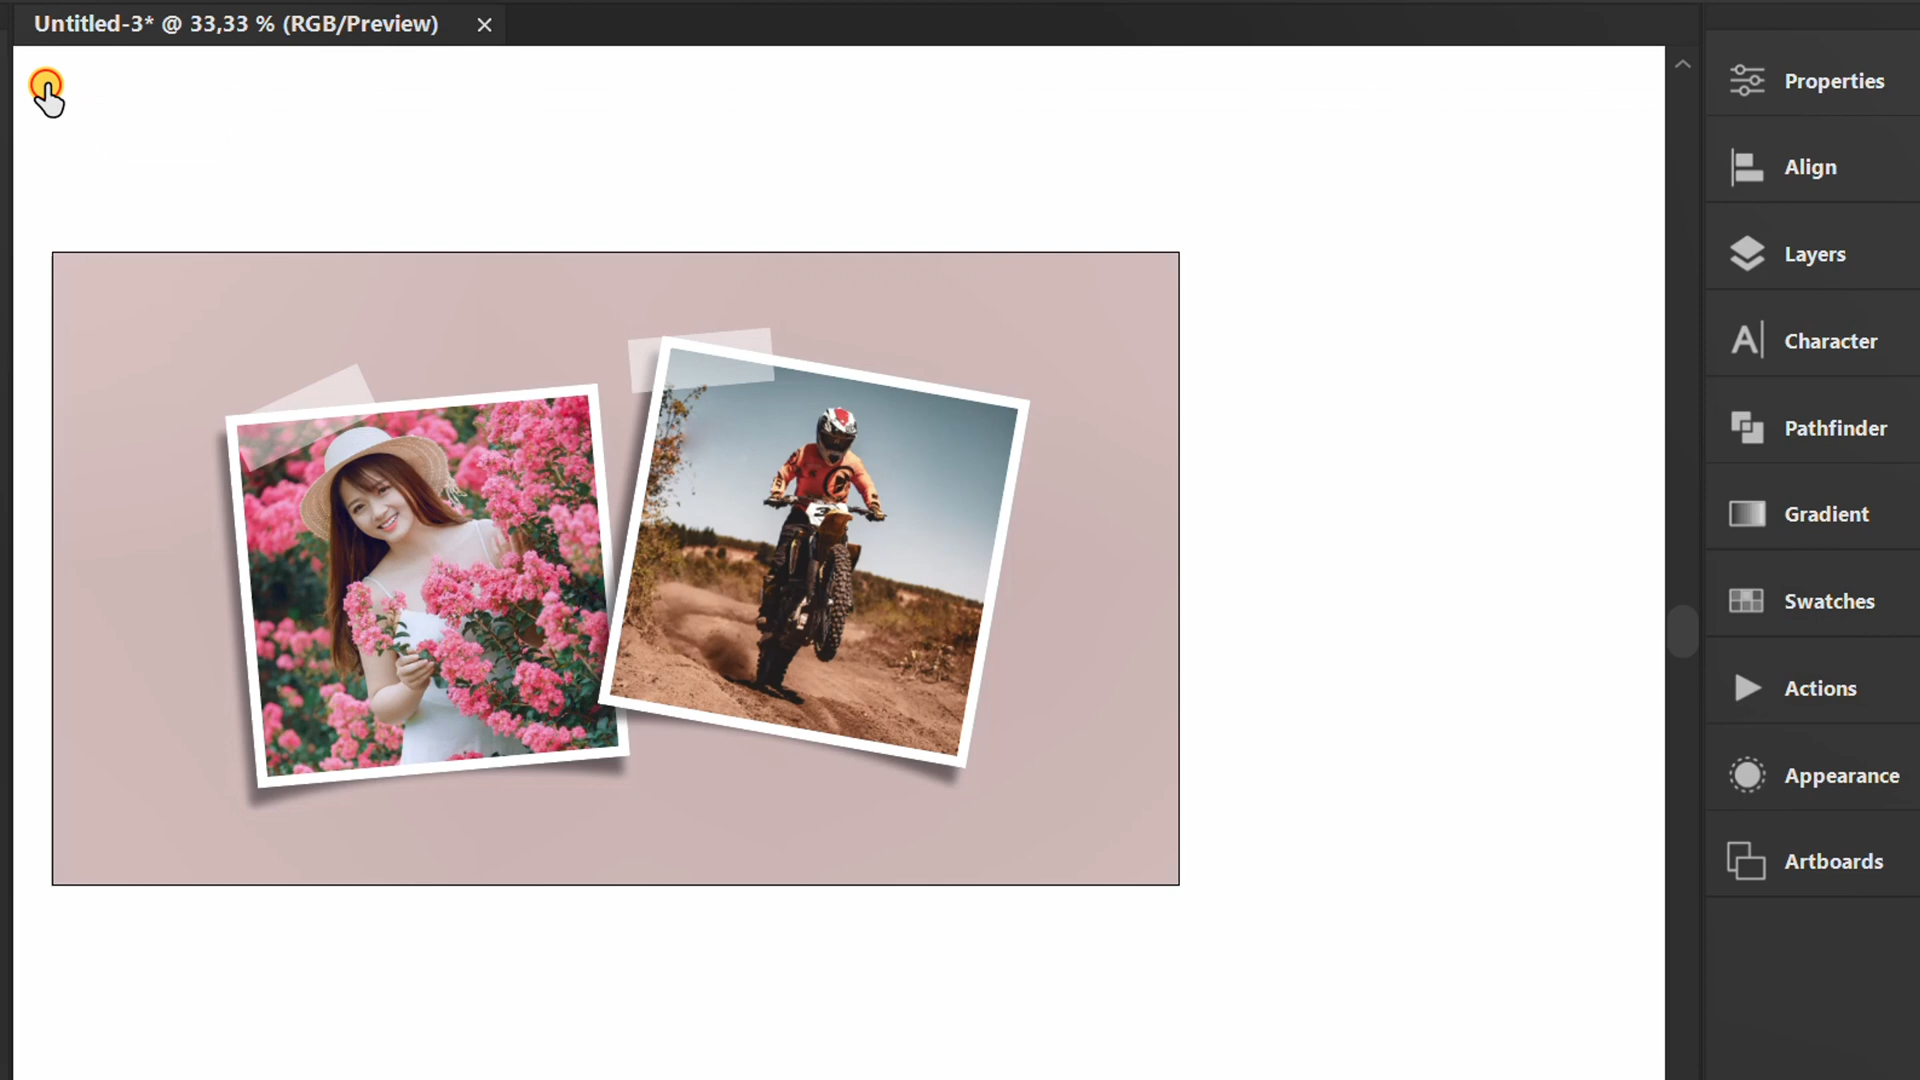 Untitled-3* @ 33,33 % (RGB/Preview)
Properties
Align
Layers
Character
Pathfinder
Gradient
Swatches
Actions
Appearance
Artboards